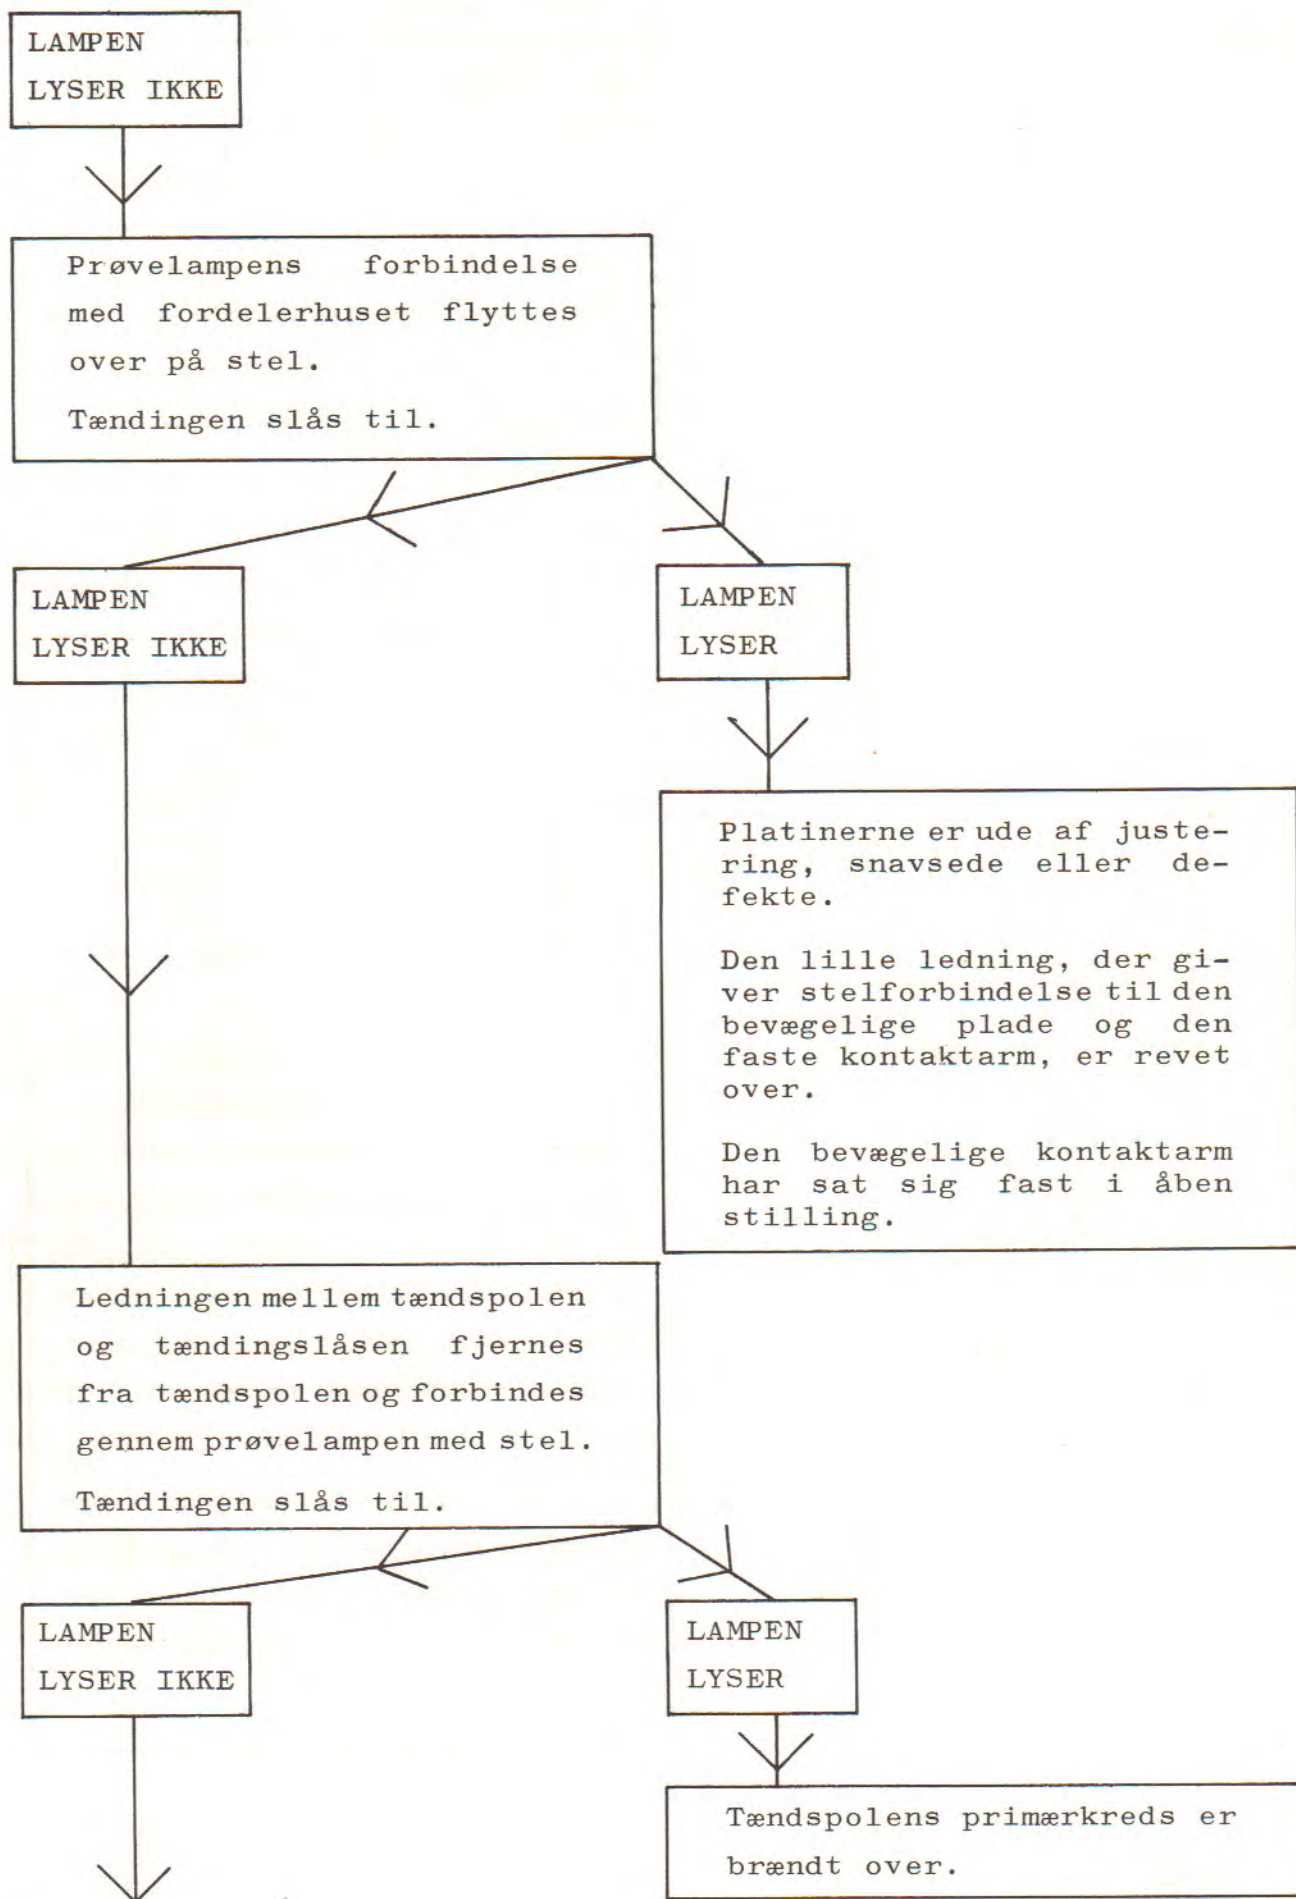 LAMPEN
LYSER IKKE
Prøvelampens forbindelse
med fordelerhuset flyttes
over på stel.
Tændingen slås til.
LAMPEN
LYSER IKKE
LAMPEN
LYSER
Platinerne er ude af juste-
ring, snavsede eller de-
fekte.
Den lille ledning, der gi-
ver stelforbindelse til den
bevægelige plade og den
faste kontaktarm, er revet
over.
Den bevægelige kontaktarm
har sat sig fast i åben
stilling.
Ledningen mellem tændspolen
og tændingslåsen fjernes
fra tændspolen og forbindes
gennem prøvelampen med stel.
Tændingen slås til.
LAMPEN
LYSER IKKE
LAMPEN
LYSER
Tændspolens primærkreds er
brændt over.